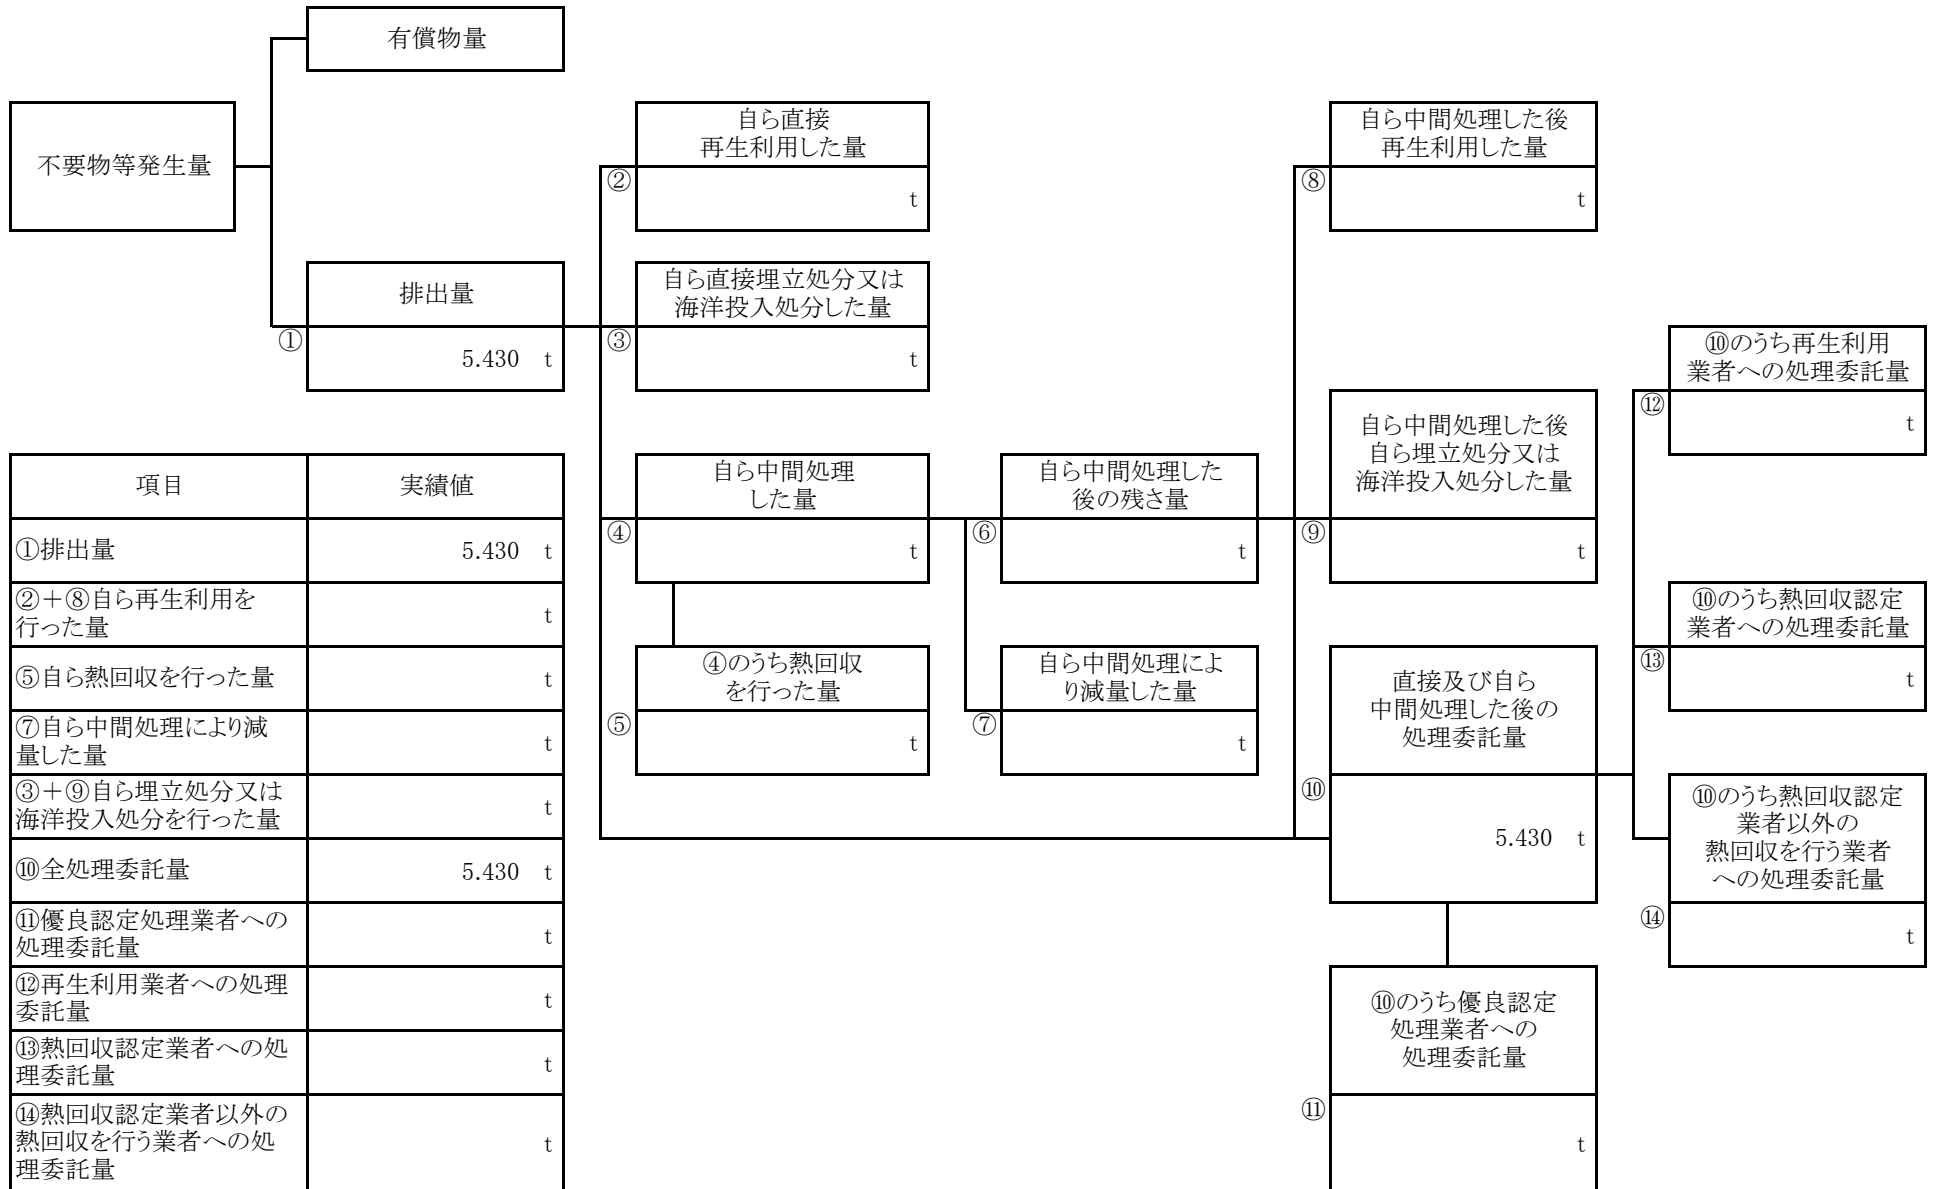 有償物量
不要物等発生量
自ら直接
再生利用した量
②
t
自ら中間処理した後
再生利用した量
⑧
t
排出量
①
5.430 t
自ら直接埋立処分又は
海洋投入処分した量
③
t
⑩のうち再生利用
業者への処理委託量
⑫
t
自ら中間処理した後
自ら埋立処分又は
海洋投入処分した量
⑨
t
自ら中間処理
した量
④
t
自ら中間処理した
後の残さ量
⑥
t
⑩のうち熱回収認定
業者への処理委託量
⑬
t
④のうち熱回収
を行った量
⑤
t
自ら中間処理によ
り減量した量
⑦
t
直接及び自ら
中間処理した後の
処理委託量
⑩
5.430 t
⑩のうち熱回収認定
業者以外の
熱回収を行う業者
への処理委託量
⑭
t
⑩のうち優良認定
処理業者への
処理委託量
⑪
t
項目 実績値
①排出量 5.430 t
②＋⑧自ら再生利用を
行った量 t
⑤自ら熱回収を行った量 t
⑦自ら中間処理により減
量した量 t
③＋⑨自ら埋立処分又は
海洋投入処分を行った量 t
⑩全処理委託量 5.430 t
⑪優良認定処理業者への
処理委託量 t
⑫再生利用業者への処理
委託量 t
⑬熱回収認定業者への処
理委託量 t
⑭熱回収認定業者以外の
熱回収を行う業者への処
理委託量 t